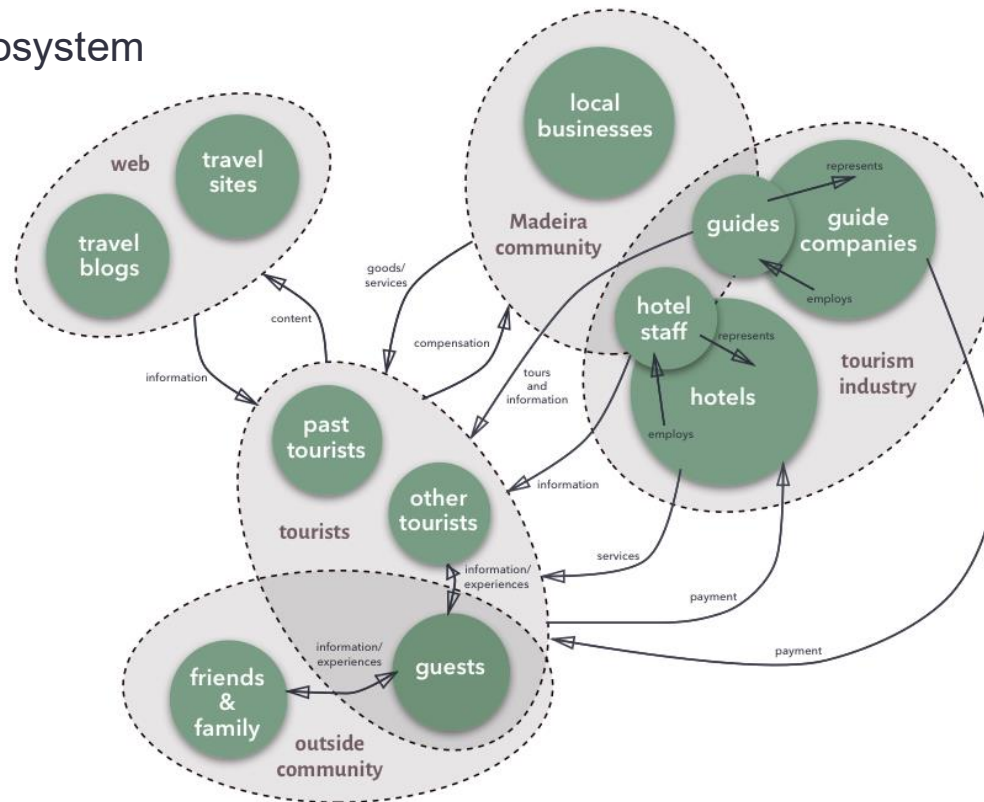 osystem
web
travel
sites
travel
blogs
local
businesses
Madeira
community
represents
guides
guide
companies
employs
hotel
staff
represents
hotels
employs
tourism
industry
goods/
services
content
compensation
information
tours
and
information
information
past
tourists
other
tourists
tourists
information/
experiences
services
payment
payment
information/
experiences
guests
friends
&
family
outside
community